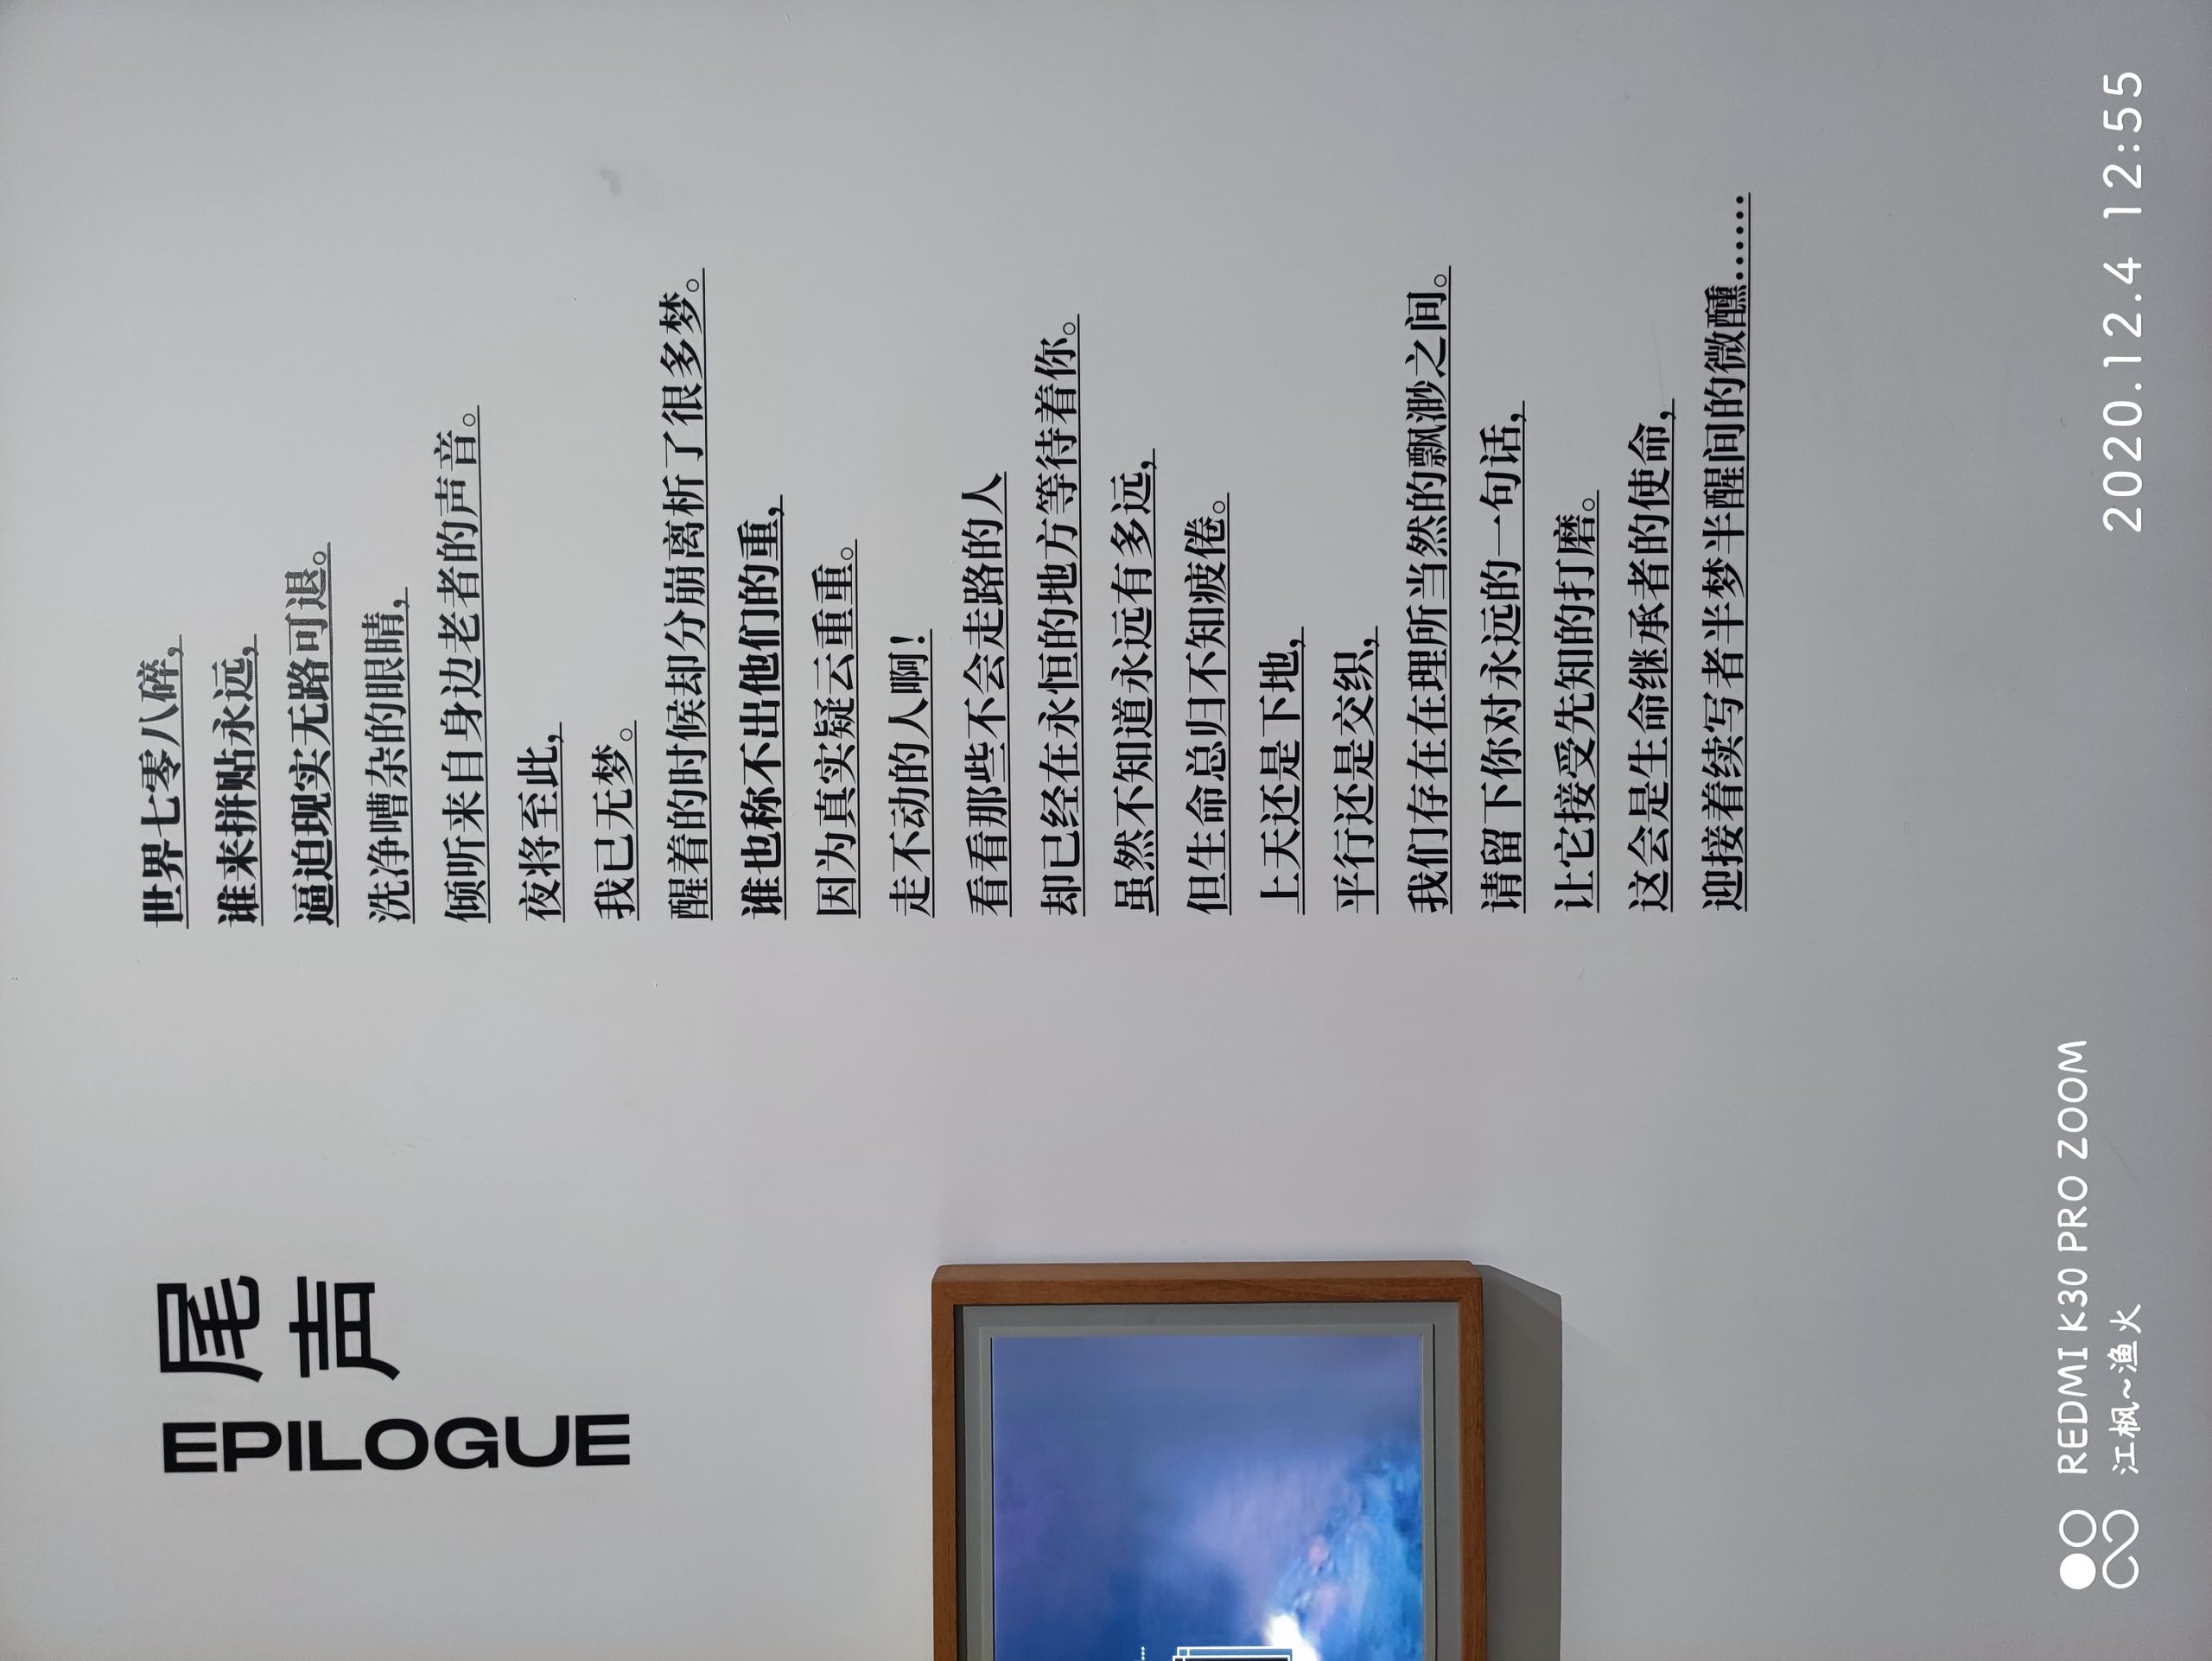 尾声
EPILOGUE
世界七零八碎，
谁来拼贴永远，
逼迫现实无路可退。
洗净嘈杂的眼睛，
倾听来自身边老者的声音。
夜将至此，
我已无梦。
醒着的时候却分崩离析了很多梦。
谁也称不出他们的重，
因为真实疑云重重。
走不动的人啊！
看看那些不会走路的人
却已经在永恒的地方等待着你。
虽然不知道永远有多远，
但生命总归不知疲倦。
上天还是下地，
平行还是交织，
我们存在在理所当然的飘渺之间。
请留下你对永远的一句话，
让它接受先知的打磨。
这会是生命继承者的使命，
迎接着续写者半梦半醒间的微醺……
REDMI K30 PRO ZOOM
江枫~渔火
2020.12.4 12:55